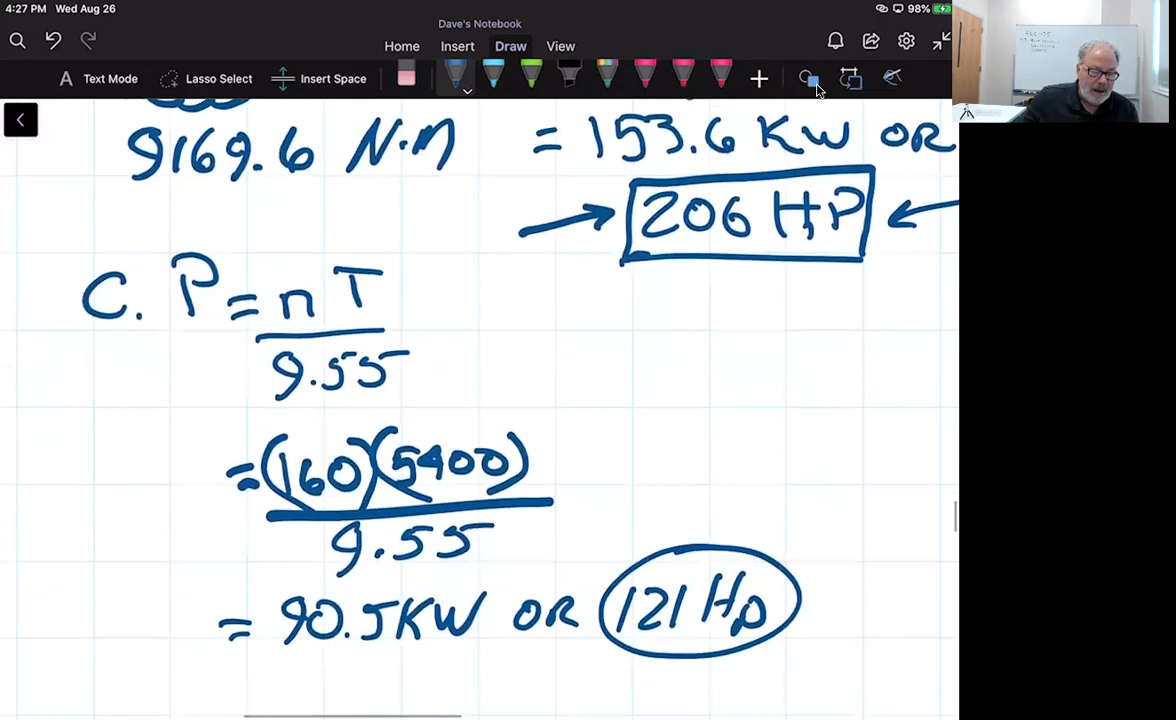 4:27 PM Wed Aug 26
98%
Dave's Notebook
Home Insert Draw View
Text Mode Lasso Select Insert Space
9169.6 N·M
= 153.6 KW OR
206 HP
C. P = nT
9.55
= (160)(5400)
9.55
= 90.5KW OR 121 HP